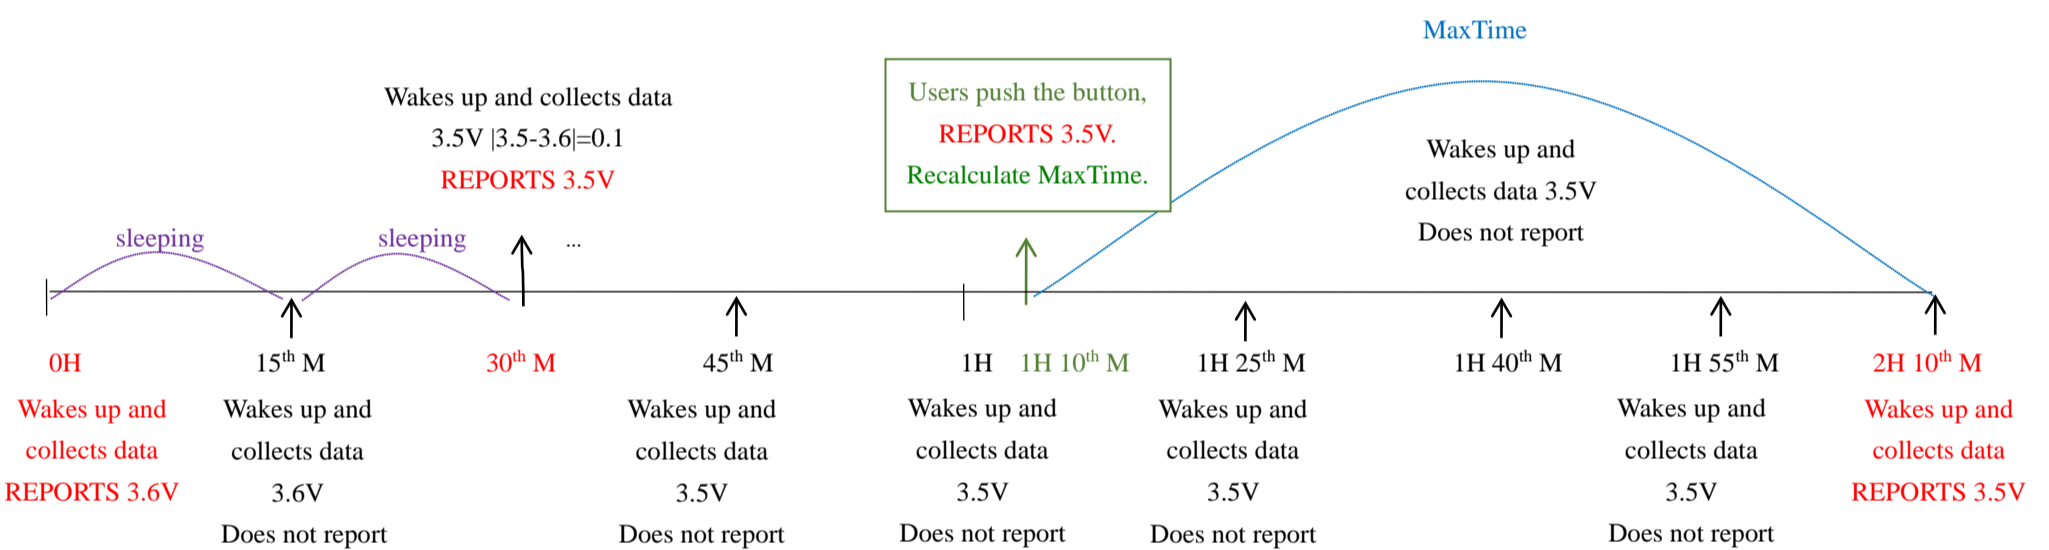 MaxTime
Wakes up and collects data
3.5V |3.5-3.6|=0.1
REPORTS 3.5V
Users push the button,
REPORTS 3.5V.
Recalculate MaxTime.
Wakes up and
collects data 3.5V
Does not report
sleeping
sleeping
...
0H
15th M
30th M
45th M
1H
1H 10th M
1H 25th M
1H 40th M
1H 55th M
2H 10th M
Wakes up and
collects data
REPORTS 3.6V
Wakes up and
collects data
3.6V
Does not report
Wakes up and
collects data
3.5V
Does not report
Wakes up and
collects data
3.5V
Does not report
Wakes up and
collects data
3.5V
Does not report
Wakes up and
collects data
3.5V
Does not report
Wakes up and
collects data
REPORTS 3.5V